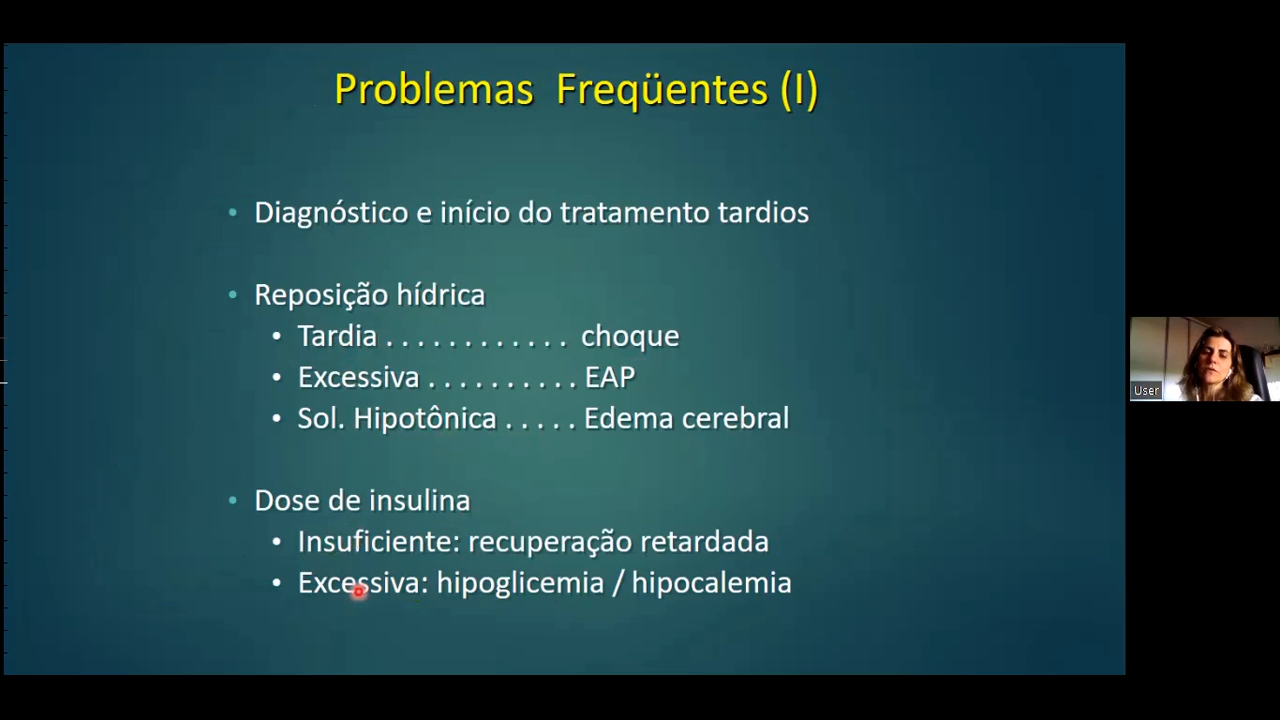 Problemas Freqüentes (I)
• Diagnóstico e início do tratamento tardios
• Reposição hídrica
• Tardia . . . . . . . . . . . . choque
• Excessiva . . . . . . . . . . EAP
• Sol. Hipotônica . . . . . Edema cerebral
• Dose de insulina
• Insuficiente: recuperação retardada
• Excessiva: hipoglicemia / hipocalemia
User